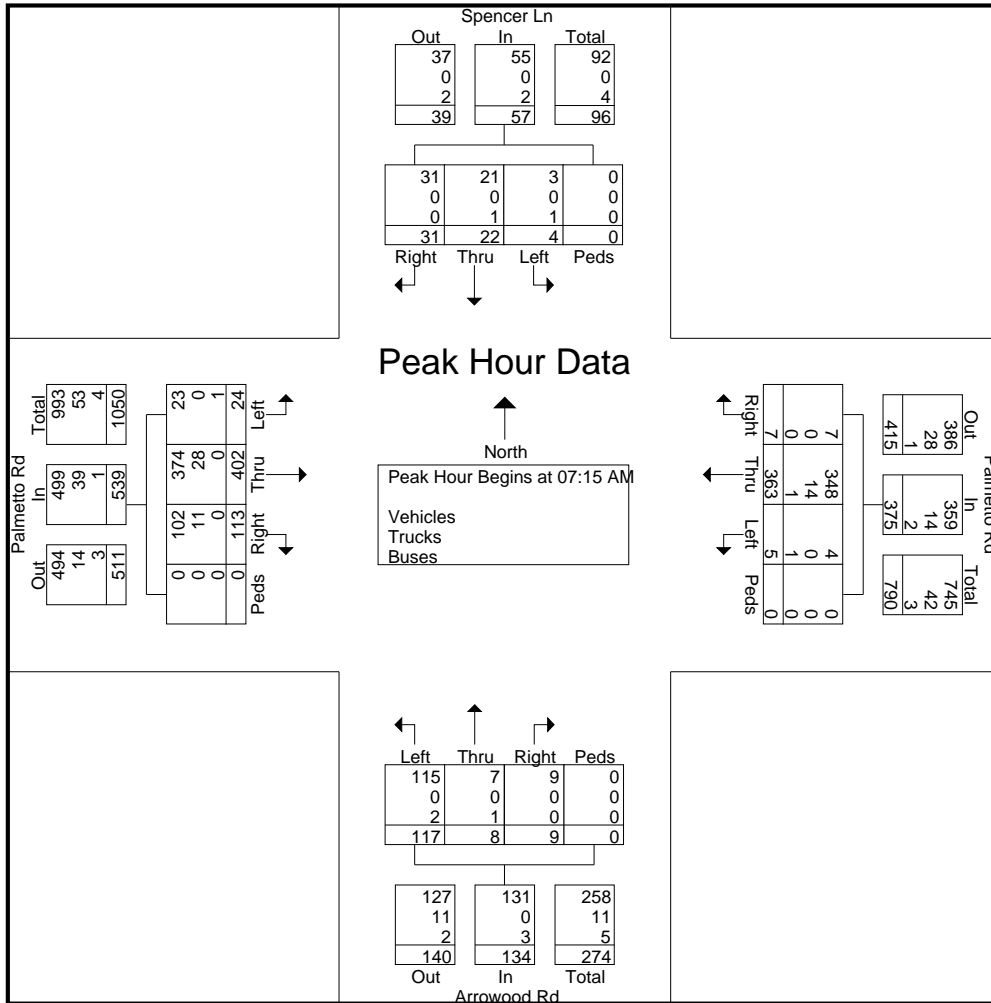 Spencer Ln
Out In Total
37 55 92
0 0 0
2 2 4
39 57 96
31 21 3 0
0 0 0 0
0 1 1 0
31 22 4 0
Right Thru Left Peds
Peak Hour Data
North
Peak Hour Begins at 07:15 AM
Vehicles
Trucks
Buses
Palmetto Rd
Out In Total
494 499 993
14 39 53
3 1 4
511 539 1050
0 102 374 23
0 11 28 0
0 0 0 1
0 113 402 24
Peds Right Thru Left
Palmetto Rd
Out In Total
386 359 745
28 14 42
1 2 3
415 375 790
7 348 4 0
0 14 0 0
0 1 1 0
7 363 5 0
Right Thru Left Peds
Left Thru Right Peds
115 7 9 0
0 0 0 0
2 1 0 0
117 8 9 0
127 131 258
11 0 11
2 3 5
140 134 274
Out In Total
Arrowood Rd